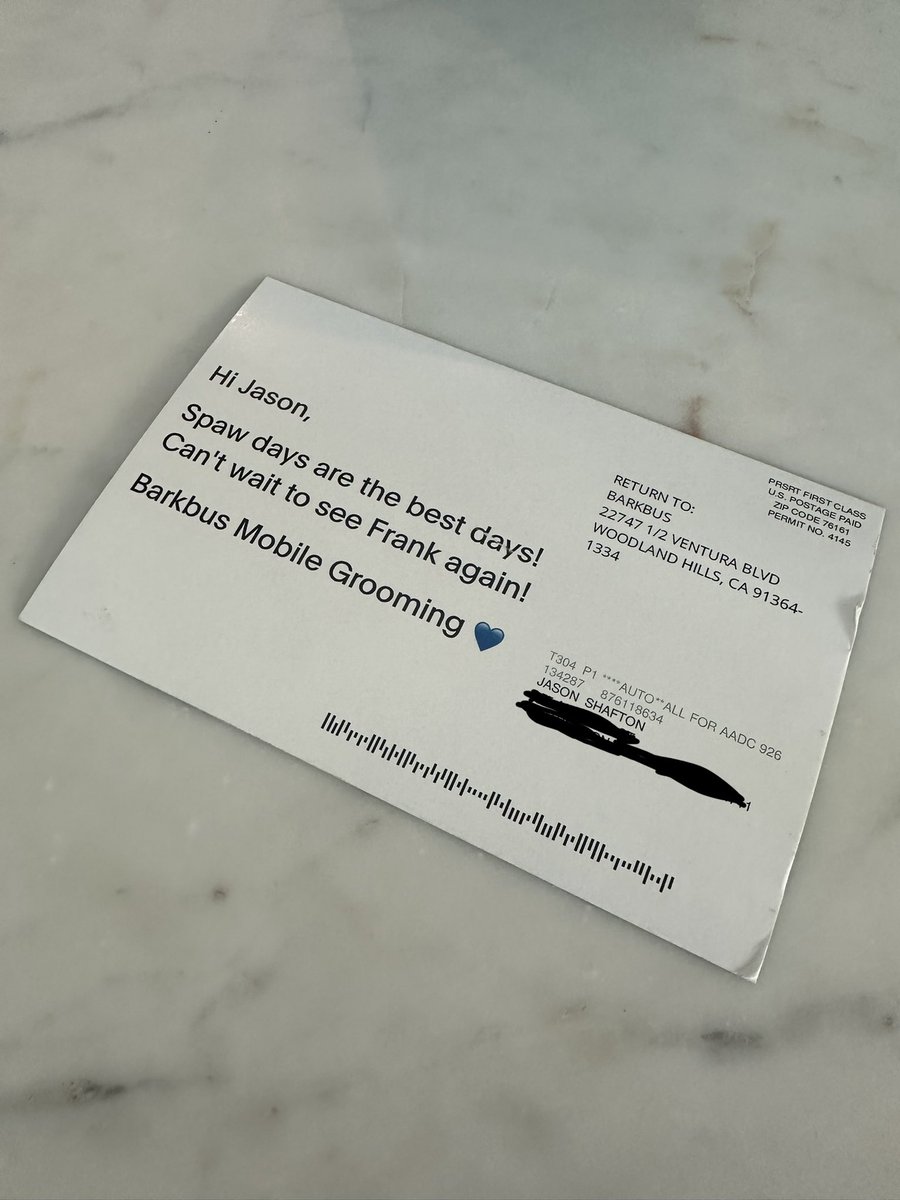 Hi Jason,
Spaw days are the best days!
Can't wait to see Frank again!
Barkbus Mobile Grooming 💙
RETURN TO:
BARKBUS
22747 1/2 VENTURA BLVD
WOODLAND HILLS, CA 91364-
1334
PRSRT FIRST CLASS
U.S. POSTAGE PAID
ZIP CODE 76161
PERMIT NO. 4145
T304 P1 ****AUTO**ALL FOR AADC 926
134287 876118634
JASON SHAFTON